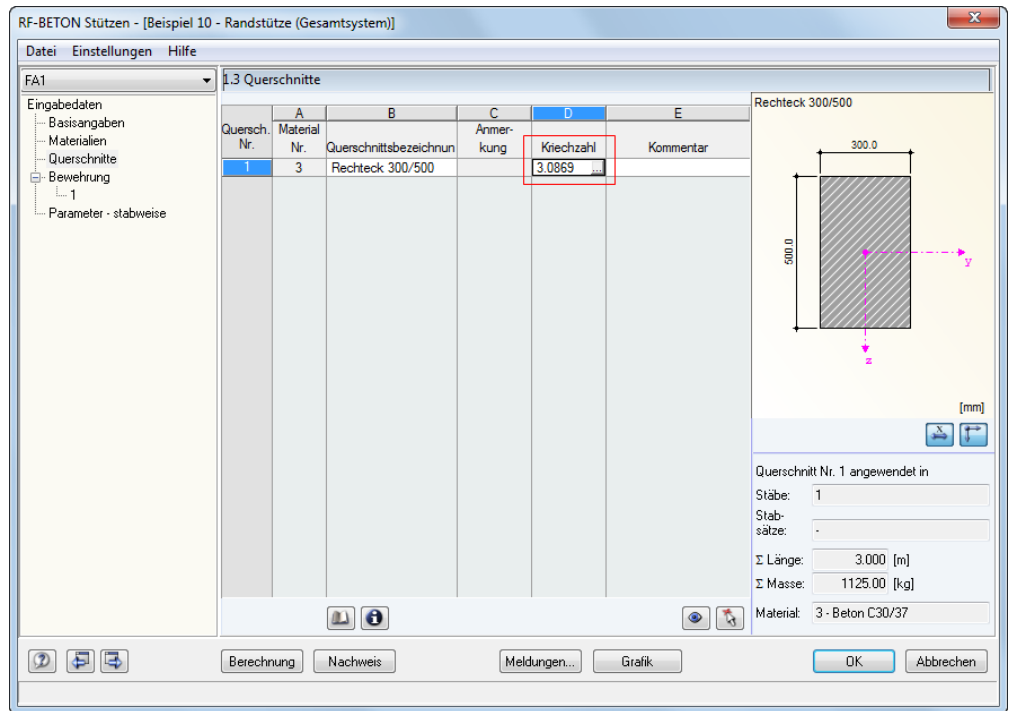 RF-BETON Stützen - [Beispiel 10 - Randstütze (Gesamtsystem)]
Datei Einstellungen Hilfe
FA1
1.3 Querschnitte
Eingabedaten
Basisangaben
Materialien
Querschnitte
Bewehrung
1
Parameter - stabweise
A B C D E
Quersch. Material Anmer-
Nr. Nr. Querschnittsbezeichnun kung Kriechzahl Kommentar
1 3 Rechteck 300/500 3.0869 ...
Rechteck 300/500
300.0
500.0
y
z
[mm]
x
Querschnitt Nr. 1 angewendet in
Stäbe: 1
Stab-
sätze: -
Σ Länge: 3.000 [m]
Σ Masse: 1125.00 [kg]
Material: 3 - Beton C30/37
Berechnung Nachweis Meldungen... Grafik OK Abbrechen